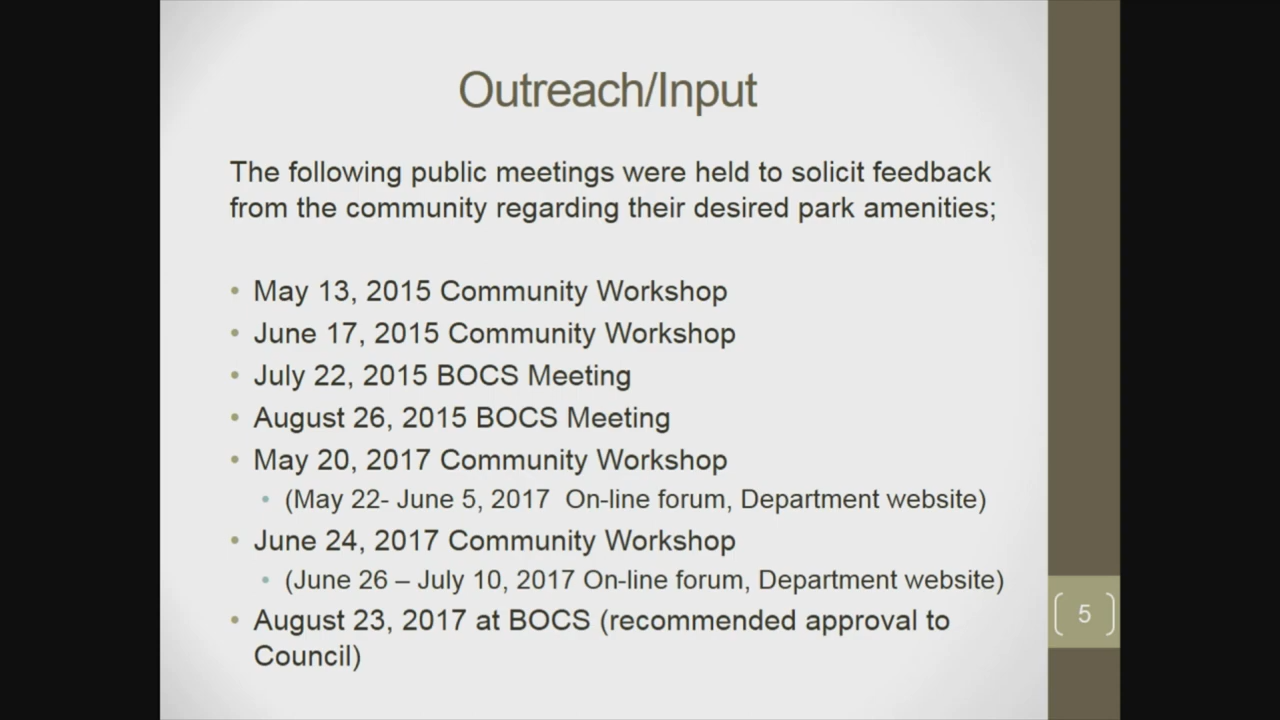 Outreach/Input
The following public meetings were held to solicit feedback
from the community regarding their desired park amenities;
• May 13, 2015 Community Workshop
• June 17, 2015 Community Workshop
• July 22, 2015 BOCS Meeting
• August 26, 2015 BOCS Meeting
• May 20, 2017 Community Workshop
• (May 22- June 5, 2017 On-line forum, Department website)
• June 24, 2017 Community Workshop
• (June 26 – July 10, 2017 On-line forum, Department website)
• August 23, 2017 at BOCS (recommended approval to
Council)
5